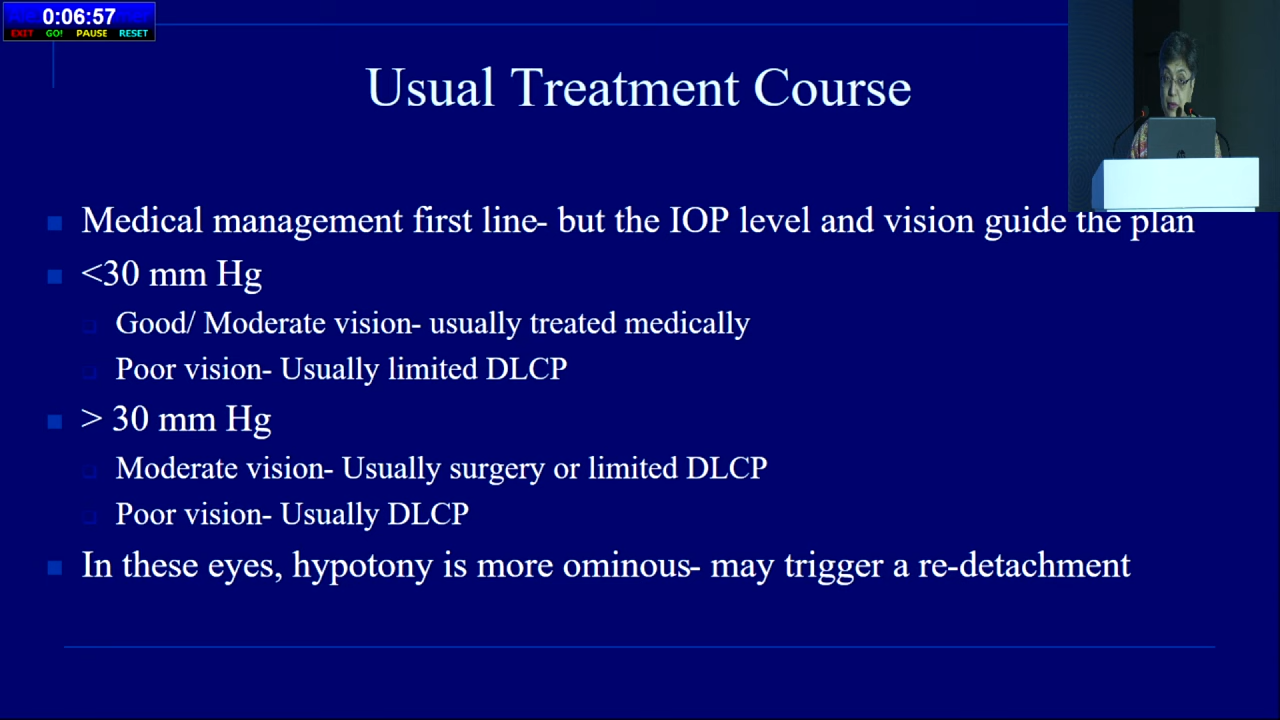 0:06:57
EXIT GO! PAUSE RESET
Usual Treatment Course
Medical management first line- but the IOP level and vision guide the plan
<30 mm Hg
Good/ Moderate vision- usually treated medically
Poor vision- Usually limited DLCP
> 30 mm Hg
Moderate vision- Usually surgery or limited DLCP
Poor vision- Usually DLCP
In these eyes, hypotony is more ominous- may trigger a re-detachment